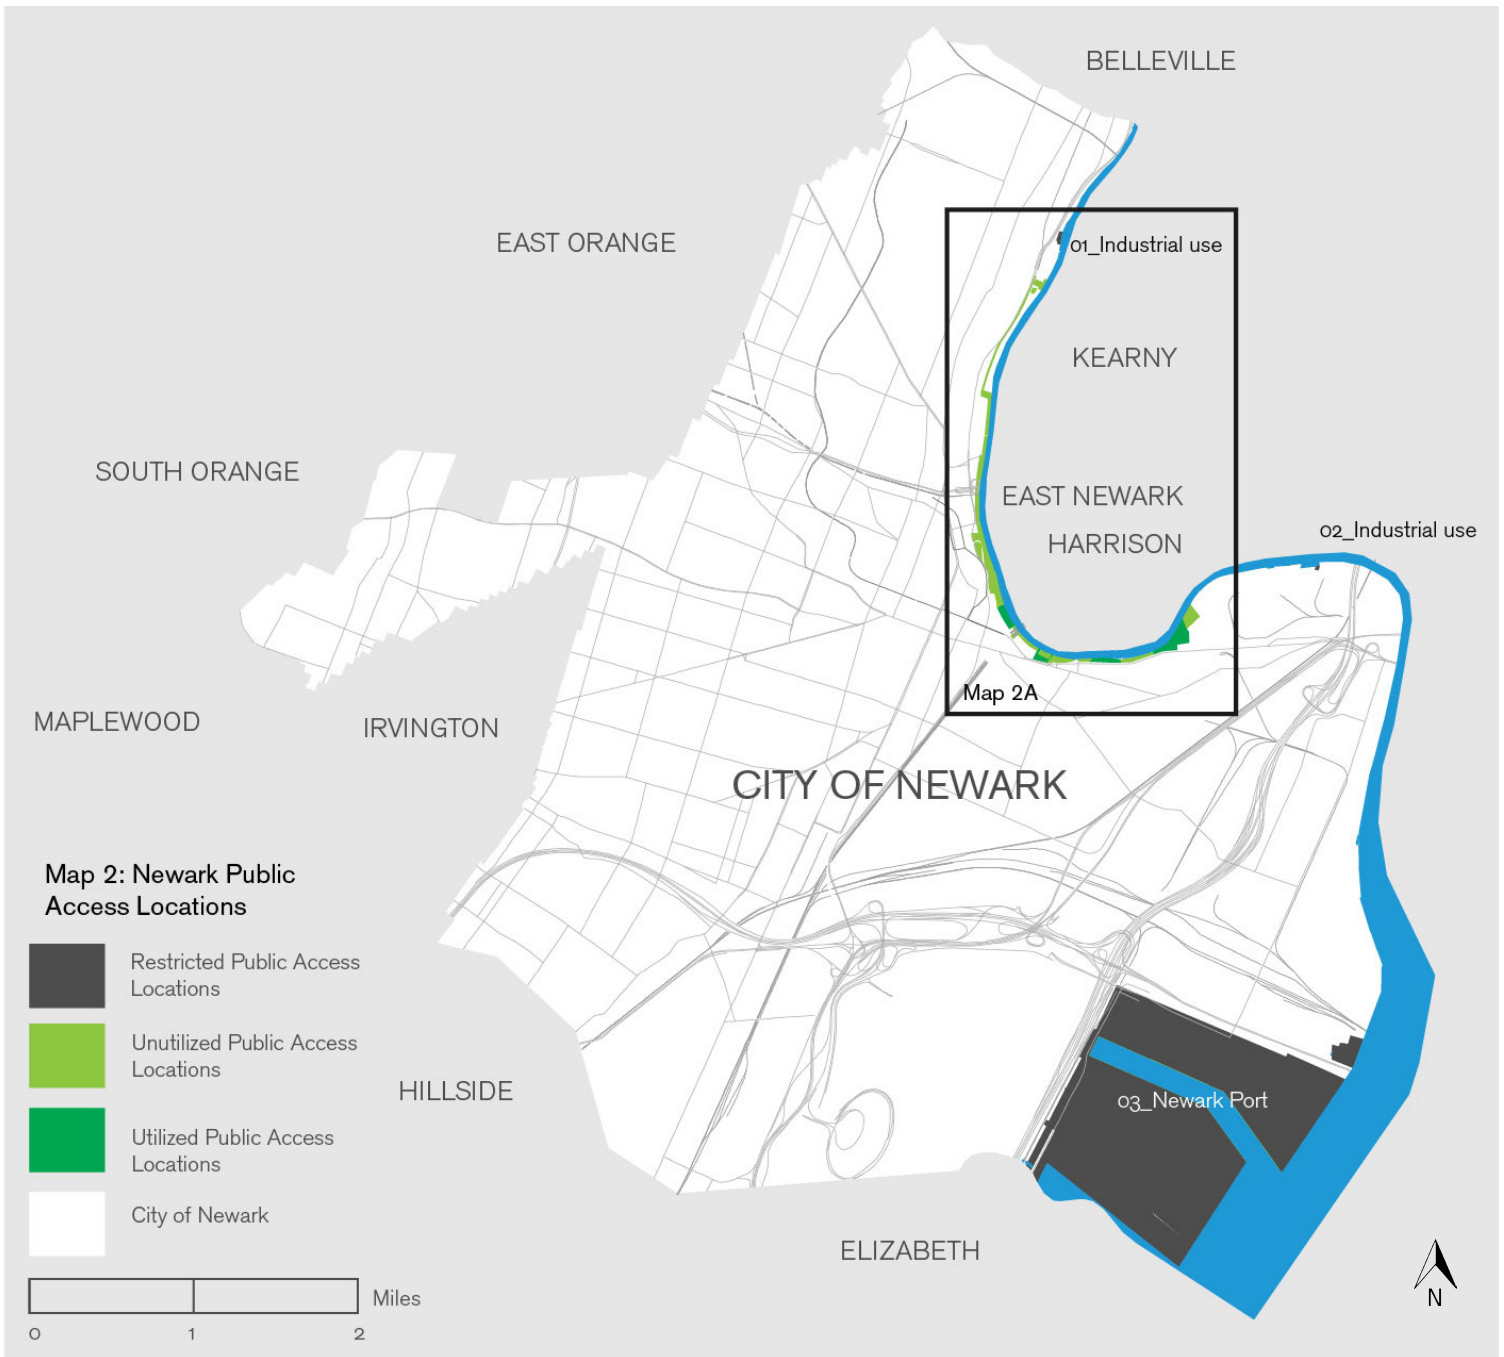 BELLEVILLE
EAST ORANGE
01_Industrial use
KEARNY
SOUTH ORANGE
EAST NEWARK
HARRISON
02_Industrial use
Map 2A
MAPLEWOOD
IRVINGTON
CITY OF NEWARK
Map 2: Newark Public
Access Locations
Restricted Public Access
Locations
Unutilized Public Access
Locations
Utilized Public Access
Locations
City of Newark
HILLSIDE
03_Newark Port
ELIZABETH
Miles
0 1 2
N